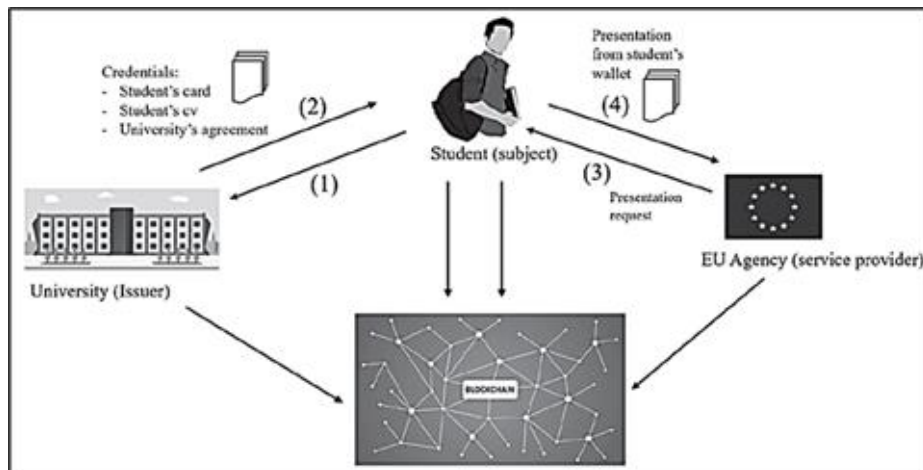 Credentials:
- Student's card
- Student's cv
- University's agreement
(2)
(1)
Student (subject)
Presentation
from student's
wallet
(4)
(3)
Presentation
request
University (Issuer)
EU Agency (service provider)
BLOCKCHAIN